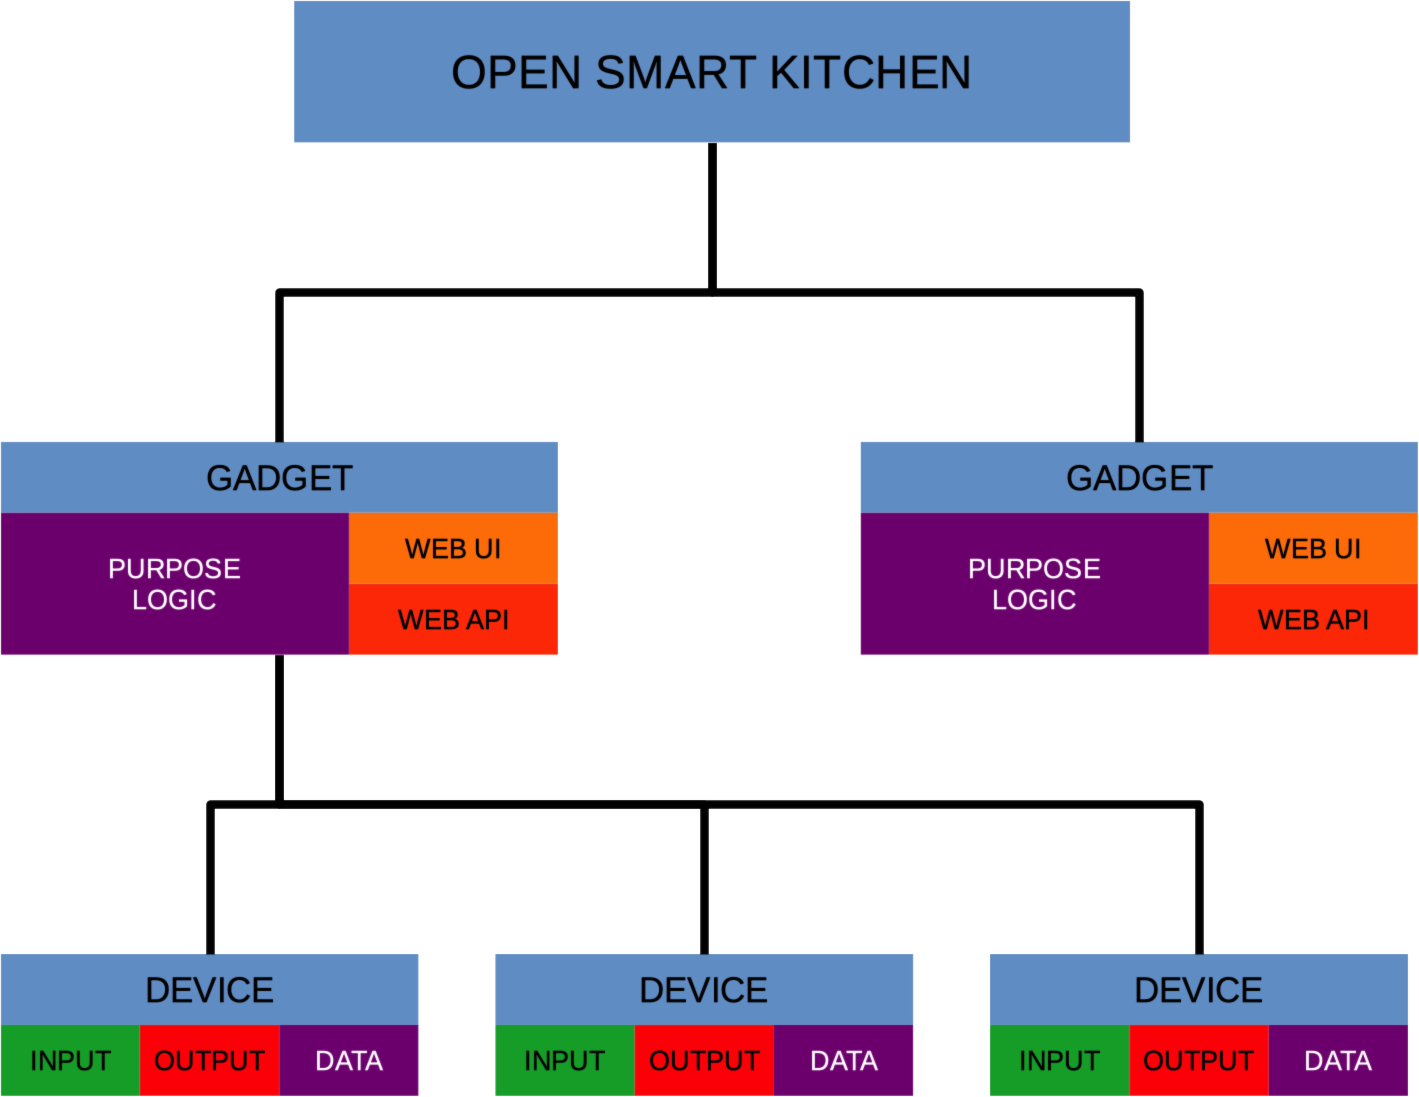 OPEN SMART KITCHEN
GADGET
PURPOSE
LOGIC
WEB UI
WEB API
GADGET
PURPOSE
LOGIC
WEB UI
WEB API
DEVICE
INPUT
OUTPUT
DATA
DEVICE
INPUT
OUTPUT
DATA
DEVICE
INPUT
OUTPUT
DATA